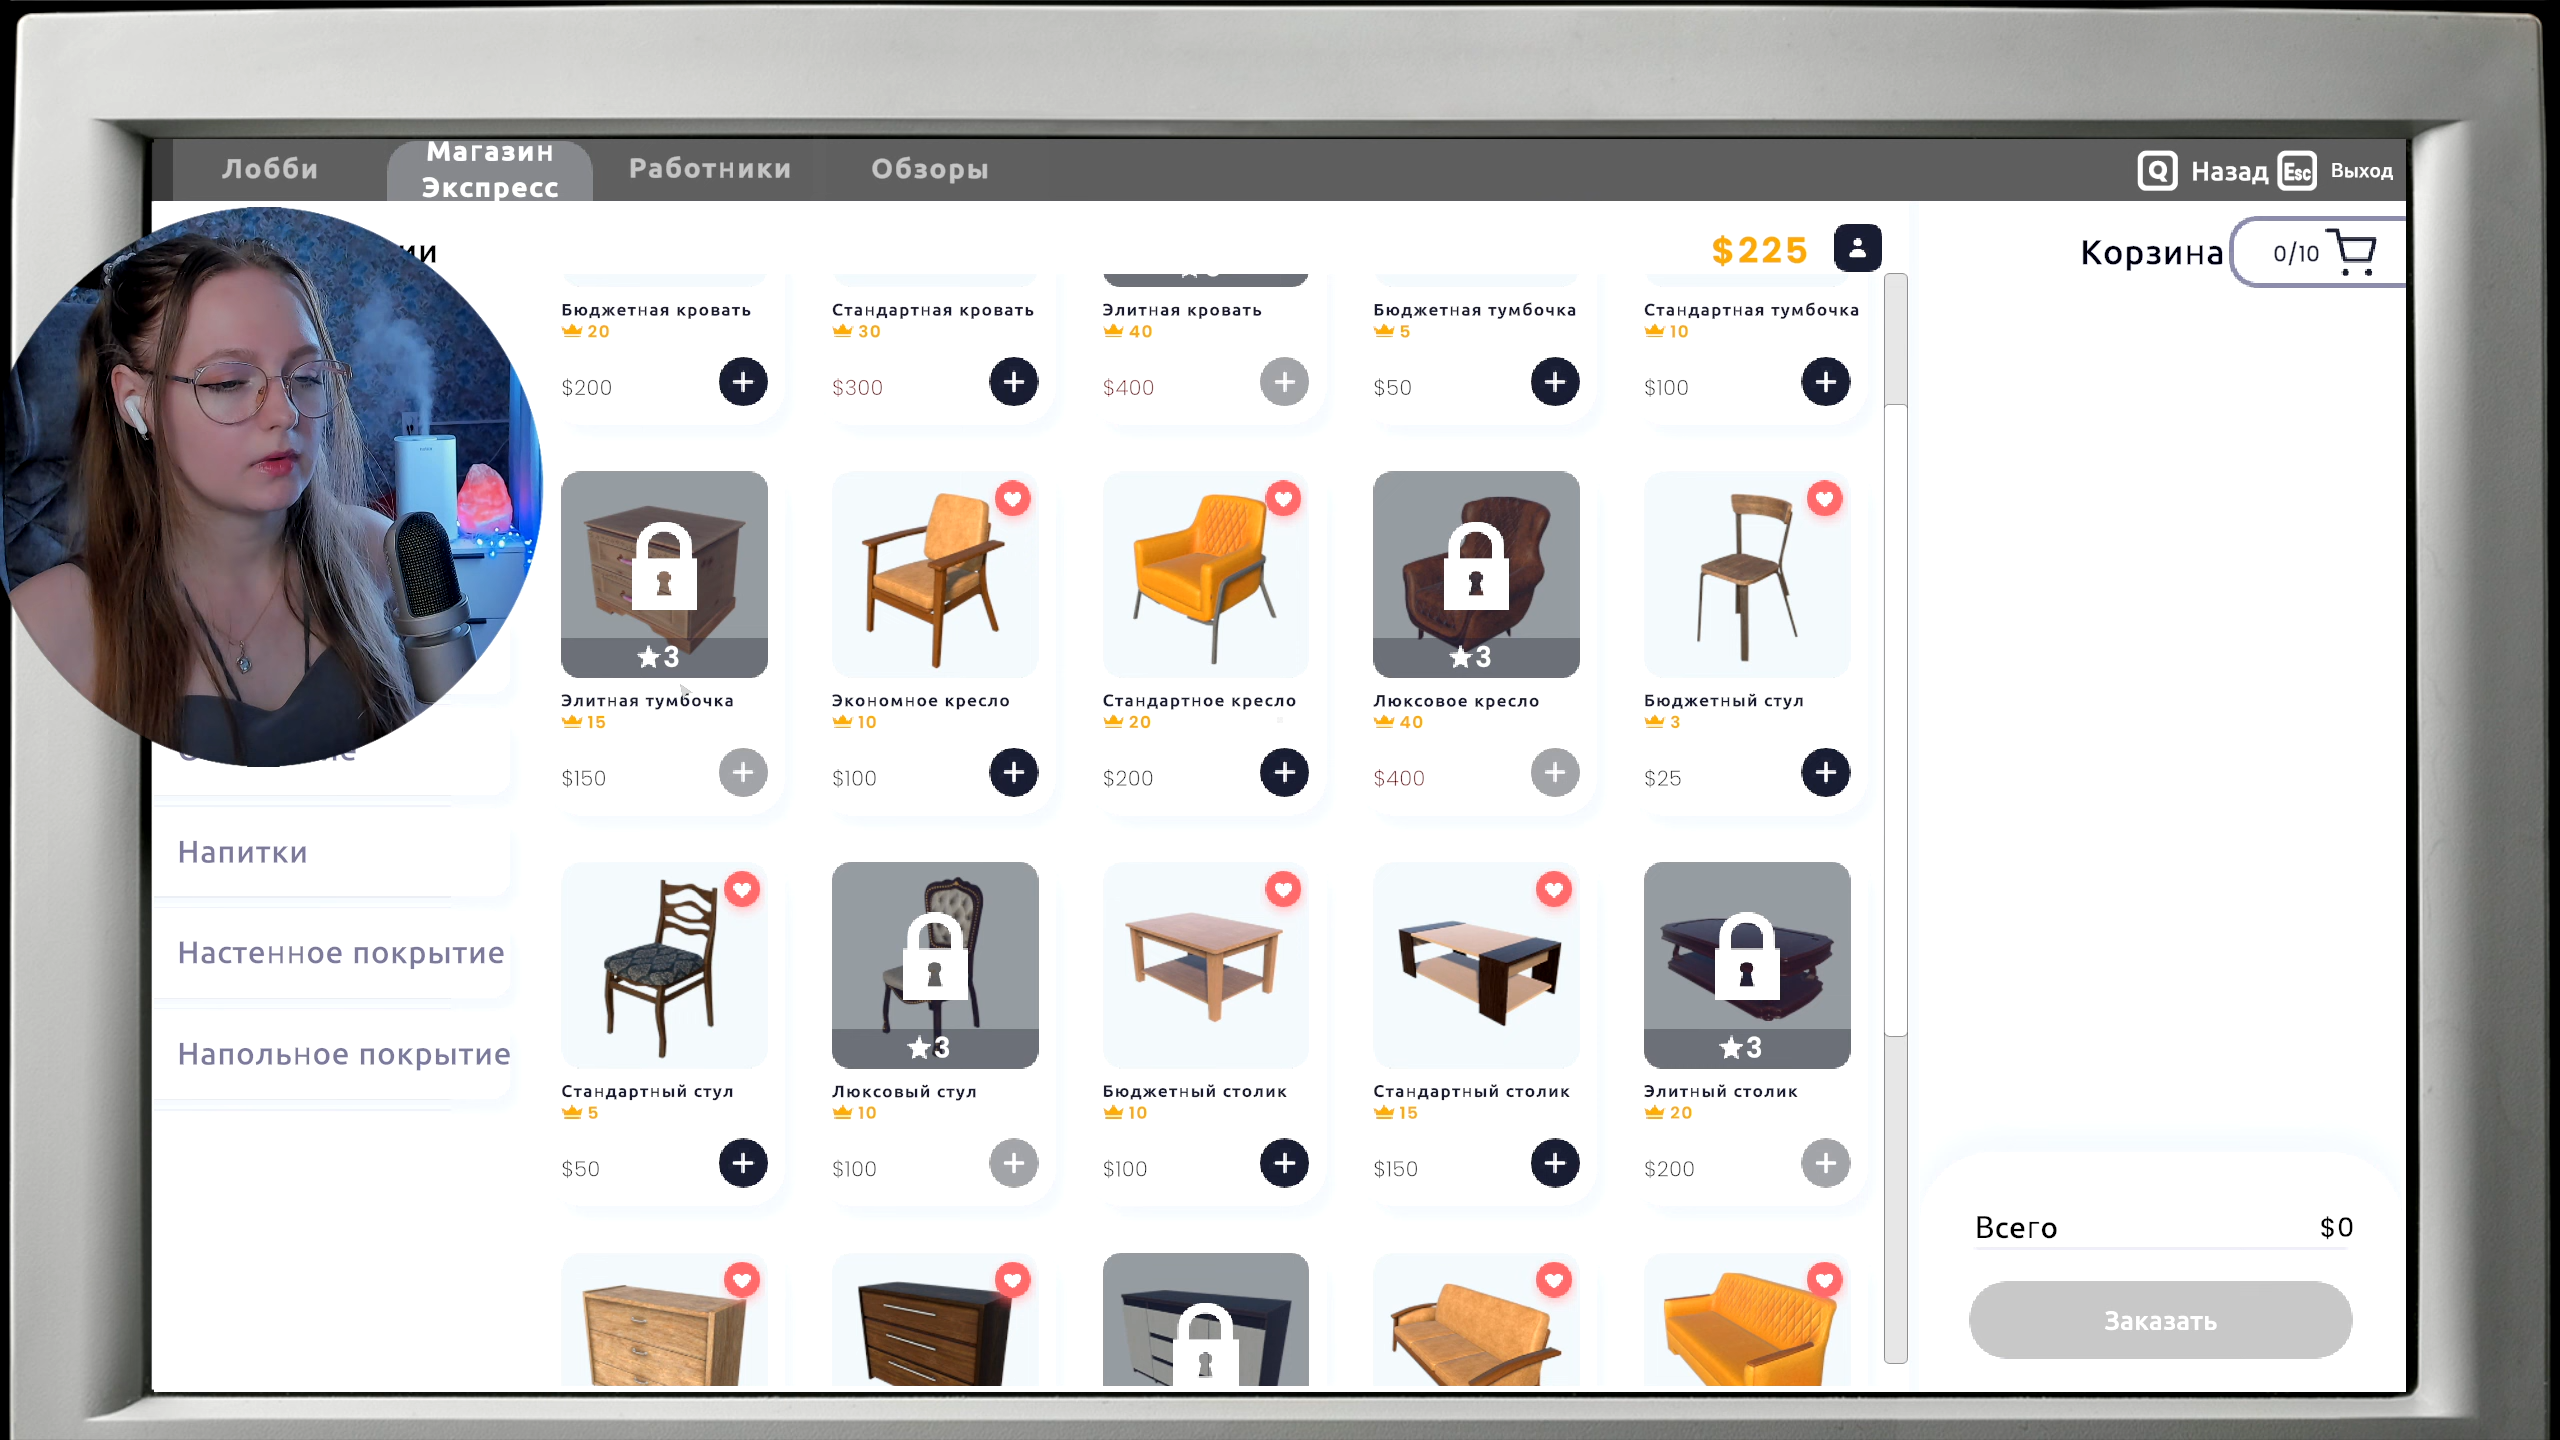 Лобби
Магазин
Экспресс
Работники
Обзоры
Q Назад Esc Выход
$225
Корзина
0/10
Бюджетная кровать
20
$200
Стандартная кровать
30
$300
Элитная кровать
40
$400
Бюджетная тумбочка
5
$50
Стандартная тумбочка
10
$100
3
Элитная тумбочка
15
$150
Экономное кресло
10
$100
Стандартное кресло
20
$200
3
Люксовое кресло
40
$400
Бюджетный стул
3
$25
Напитки
Настенное покрытие
Напольное покрытие
Стандартный стул
5
$50
3
Люксовый стул
10
$100
Бюджетный столик
10
$100
Стандартный столик
15
$150
3
Элитный столик
20
$200
Всего
$0
Заказать